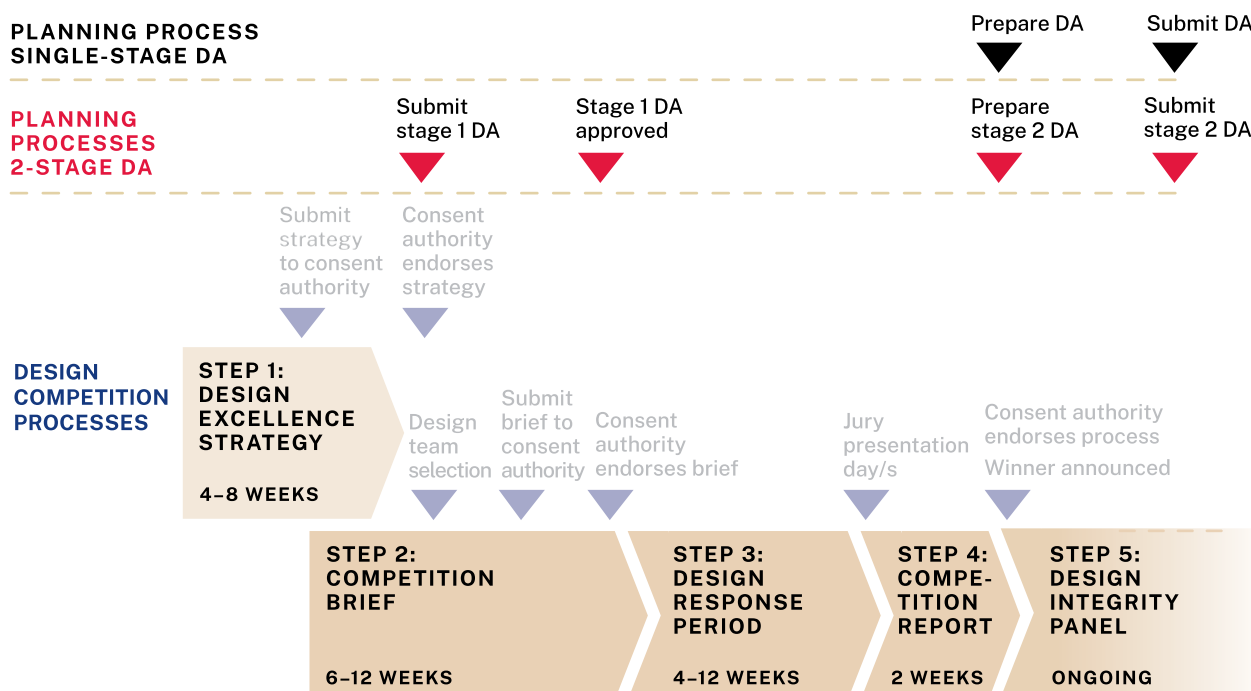 PLANNING PROCESS
SINGLE-STAGE DA
Prepare DA
Submit DA
PLANNING
PROCESSES
2-STAGE DA
Submit
stage 1 DA
Stage 1 DA
approved
Prepare
stage 2 DA
Submit
stage 2 DA
Submit
strategy
to consent
authority
Consent
authority
endorses
strategy
DESIGN
COMPETITION
PROCESSES
STEP 1:
DESIGN
EXCELLENCE
STRATEGY
4–8 WEEKS
Design
team
selection
Submit
brief to
consent
authority
Consent
authority
endorses brief
Jury
presentation
day/s
Consent authority
endorses process
Winner announced
STEP 2:
COMPETITION
BRIEF
6–12 WEEKS
STEP 3:
DESIGN
RESPONSE
PERIOD
4–12 WEEKS
STEP 4:
COMPE-
TITION
REPORT
2 WEEKS
STEP 5:
DESIGN
INTEGRITY
PANEL
ONGOING